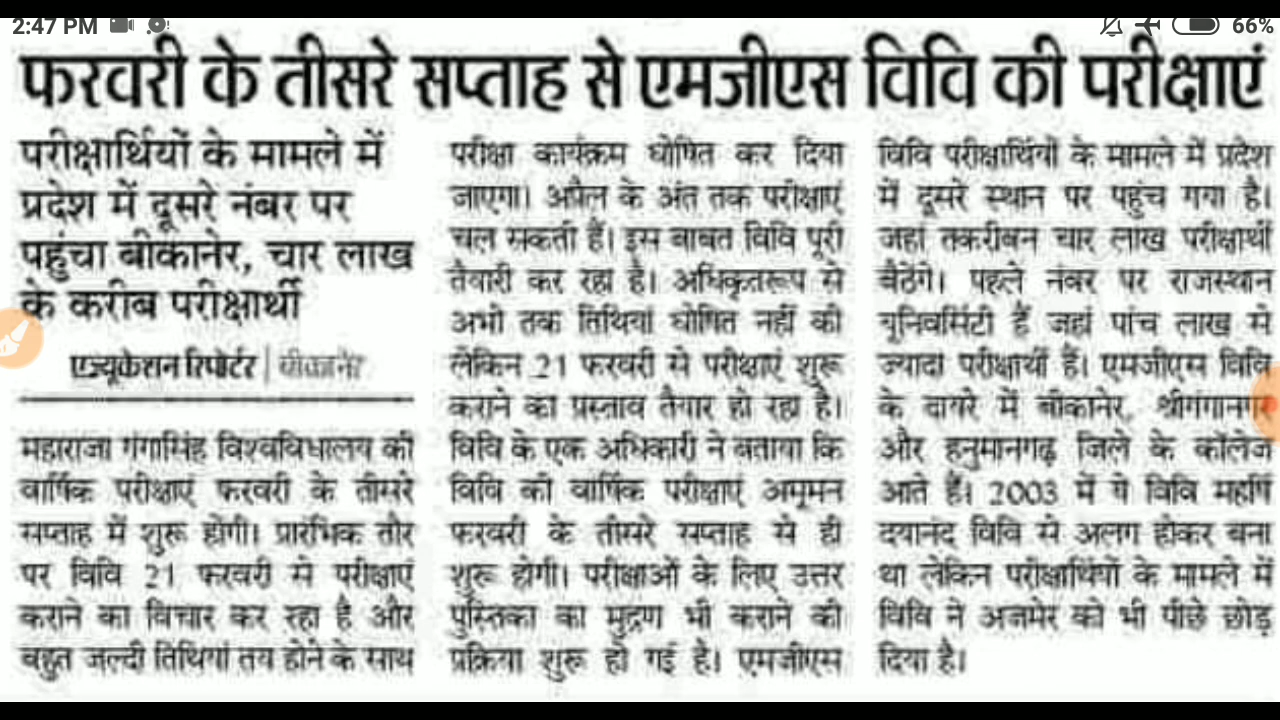 2:47 PM
66%
फरवरी के तीसरे सप्ताह से एमजीएस विवि की परीक्षाएं
परीक्षार्थियों के मामले में
प्रदेश में दूसरे नंबर पर
पहुंचा बीकानेर, चार लाख
के करीब परीक्षार्थी
एज्यूकेशन रिपोर्टर | बीकानेर
महाराजा गंगासिंह विश्वविधालय की
वार्षिक परीक्षाएं फरवरी के तीसरे
सप्ताह में शुरू होंगी। प्रारंभिक तौर
पर विवि 21 फरवरी से परीक्षाएं
कराने का विचार कर रहा है और
बहुत जल्दी तिथियां तय होने के साथ
परीक्षा कार्यक्रम घोषित कर दिया
जाएगा। अप्रैल के अंत तक परीक्षाएं
चल सकती हैं। इस बाबत विवि पूरी
तैयारी कर रहा है। अधिकृतरूप से
अभी तक तिथियां घोषित नहीं की
लेकिन 21 फरवरी से परीक्षाएं शुरू
कराने का प्रस्ताव तैयार हो रहा है।
विवि के एक अधिकारी ने बताया कि
विवि की वार्षिक परीक्षाएं अमूमन
फरवरी के तीसरे सप्ताह से ही
शुरू होगी। परीक्षाओं के लिए उत्तर
पुस्तिका का मुद्रण भी कराने की
प्रक्रिया शुरू हो गई है। एमजीएस
विवि परीक्षार्थियों के मामले में प्रदेश
में दूसरे स्थान पर पहुंच गया है।
जहां तकरीबन चार लाख परीक्षार्थी
बैठेंगे। पहले नंबर पर राजस्थान
यूनिवर्सिटी हैं जहां पांच लाख से
ज्यादा परीक्षार्थी हैं। एमजीएस विवि
के दायरे में बीकानेर, श्रीगंगानगर
और हनुमानगढ़ जिले के कॉलेज
आते हैं। 2003 में ये विवि महर्षि
दयानंद विवि से अलग होकर बना
था लेकिन परीक्षार्थियों के मामले में
विवि ने अजमेर को भी पीछे छोड़
दिया है।